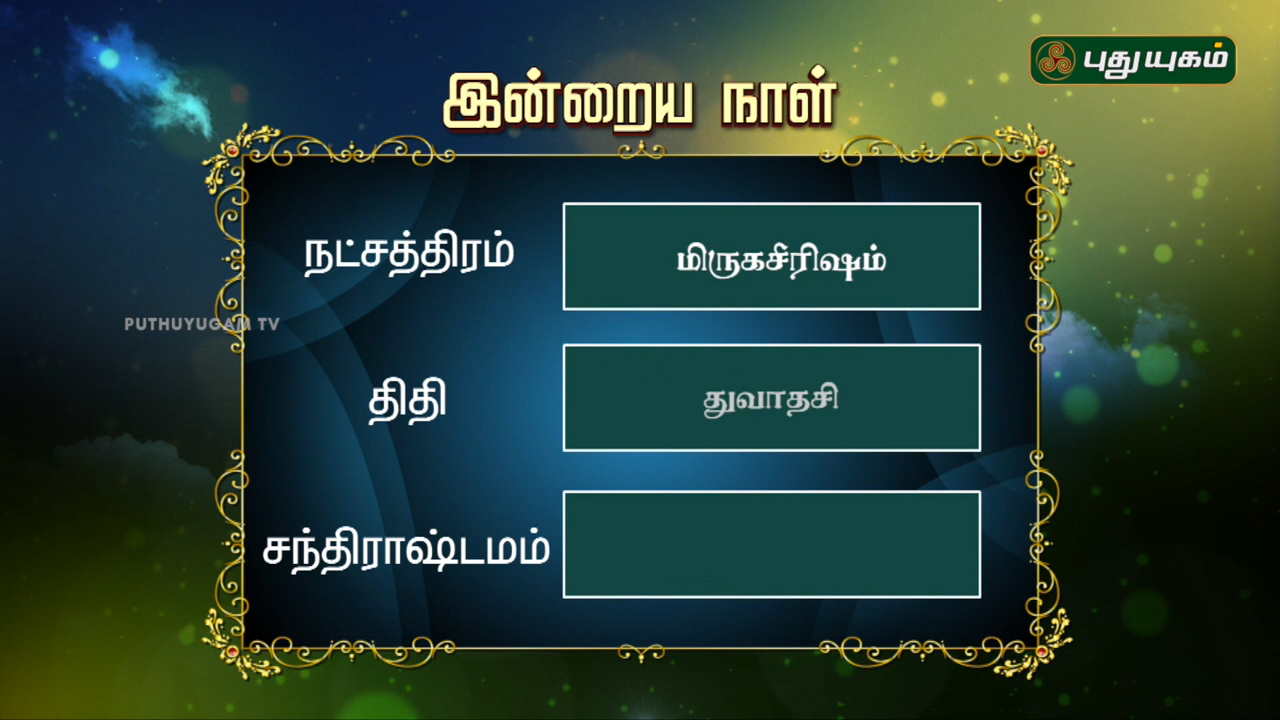 புதுயுகம்
இன்றைய நாள்
நட்சத்திரம்
மிருகசீரிஷம்
PUTHUYUGAM TV
திதி
துவாதசி
சந்திராஷ்டமம்